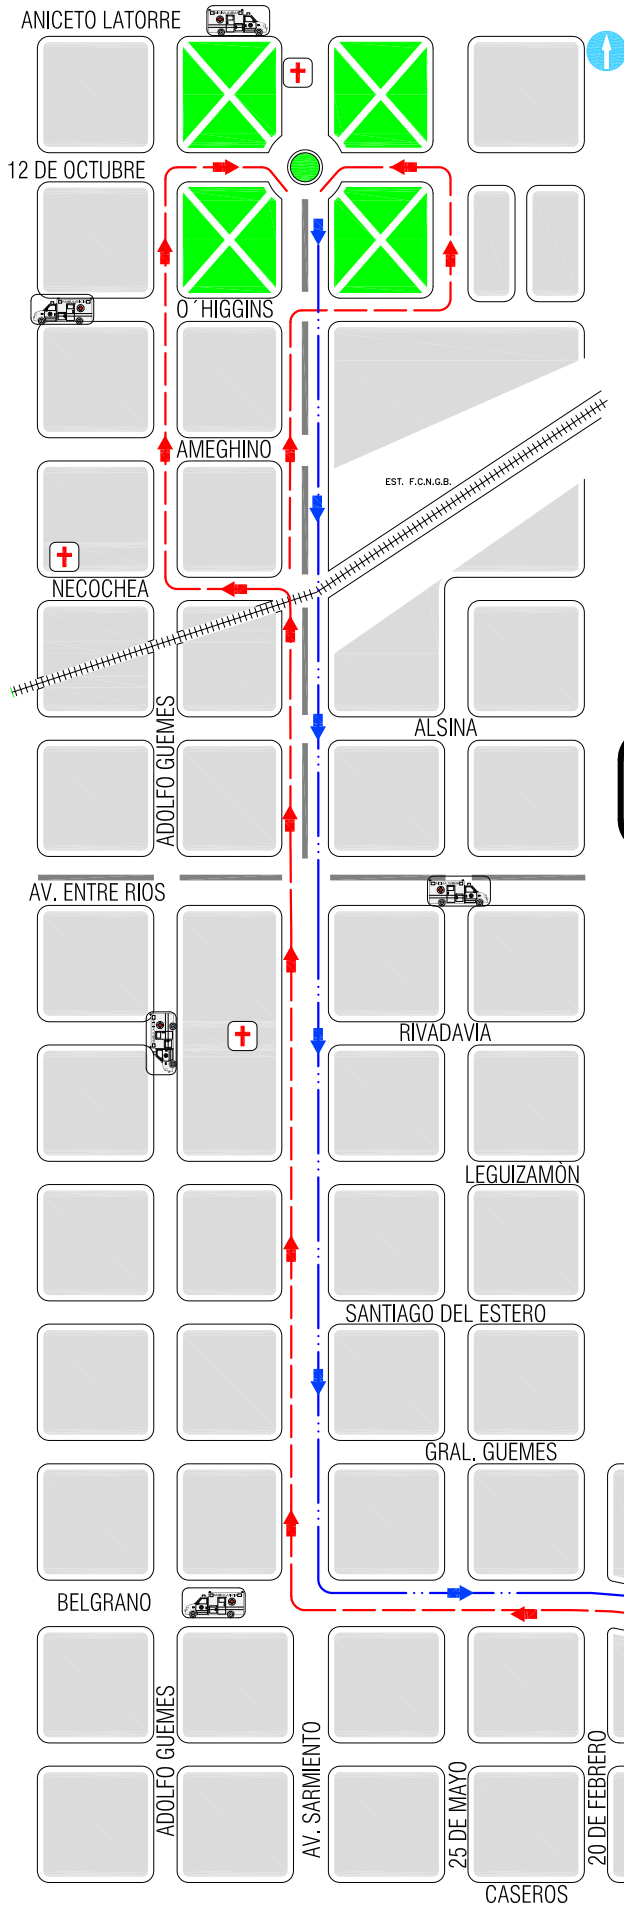 ANICETO LATORRE
12 DE OCTUBRE
O´HIGGINS
AMEGHINO
EST. F.C.N.G.B.
NECOCHEA
ADOLFO GUEMES
ALSINA
AV. ENTRE RIOS
RIVADAVIA
LEGUIZAMÒN
SANTIAGO DEL ESTERO
GRAL. GUEMES
BELGRANO
ADOLFO GUEMES
AV. SARMIENTO
25 DE MAYO
20 DE FEBRERO
CASEROS